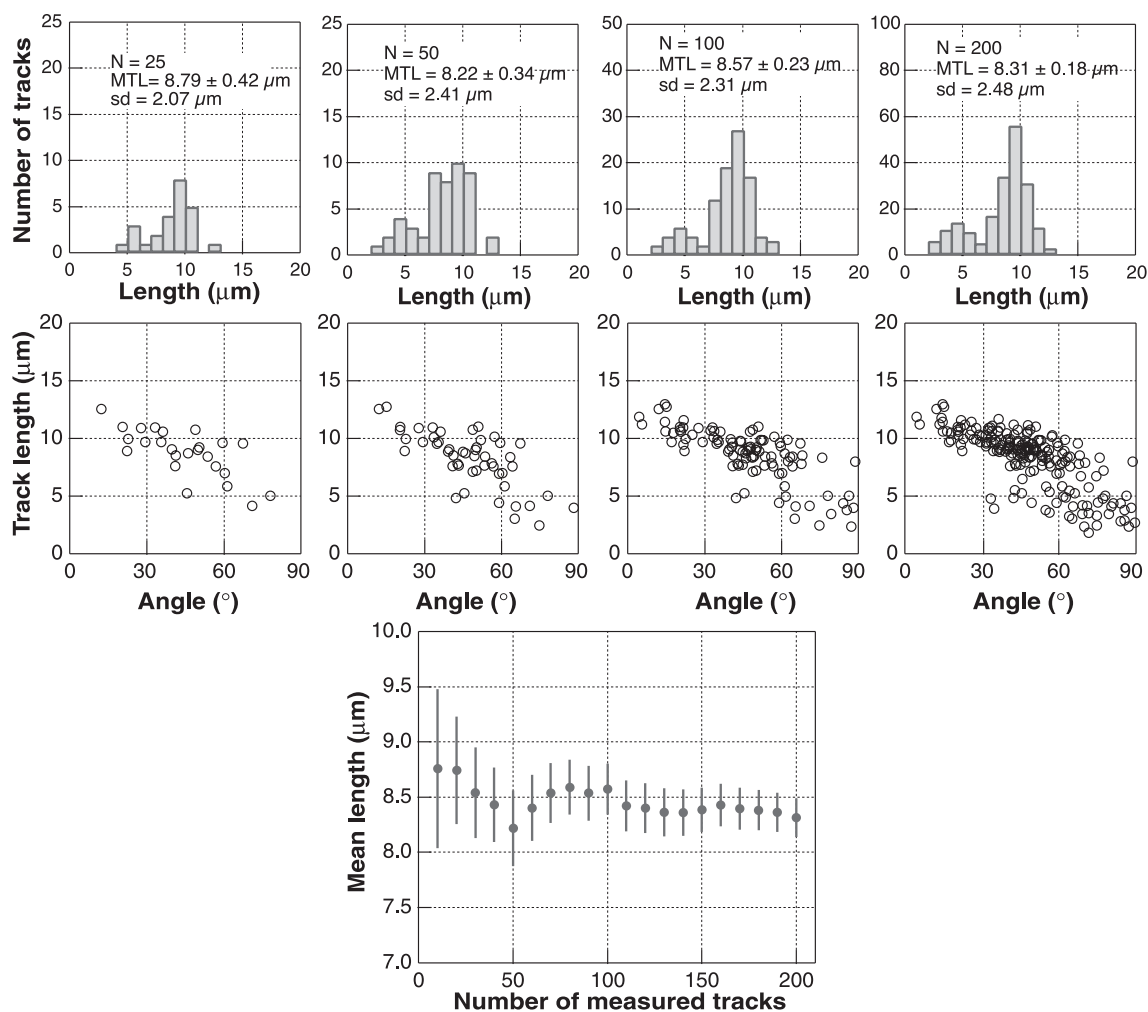 Number of tracks
25
20
15
10
5
0
N = 25
MTL= 8.79 ± 0.42 µm
sd = 2.07 µm
0 5 10 15 20
Length (µm)
25
20
15
10
5
0
N = 50
MTL= 8.22 ± 0.34 µm
sd = 2.41 µm
0 5 10 15 20
Length (µm)
50
40
30
20
10
0
N = 100
MTL= 8.57 ± 0.23 µm
sd = 2.31 µm
0 5 10 15 20
Length (µm)
100
80
60
40
20
0
N = 200
MTL= 8.31 ± 0.18 µm
sd = 2.48 µm
0 5 10 15 20
Length (µm)
Track length (µm)
20
15
10
5
0
0 30 60 90
Angle (°)
20
15
10
5
0
0 30 60 90
Angle (°)
20
15
10
5
0
0 30 60 90
Angle (°)
20
15
10
5
0
0 30 60 90
Angle (°)
Mean length (µm)
10.0
9.5
9.0
8.5
8.0
7.5
7.0
0 50 100 150 200
Number of measured tracks